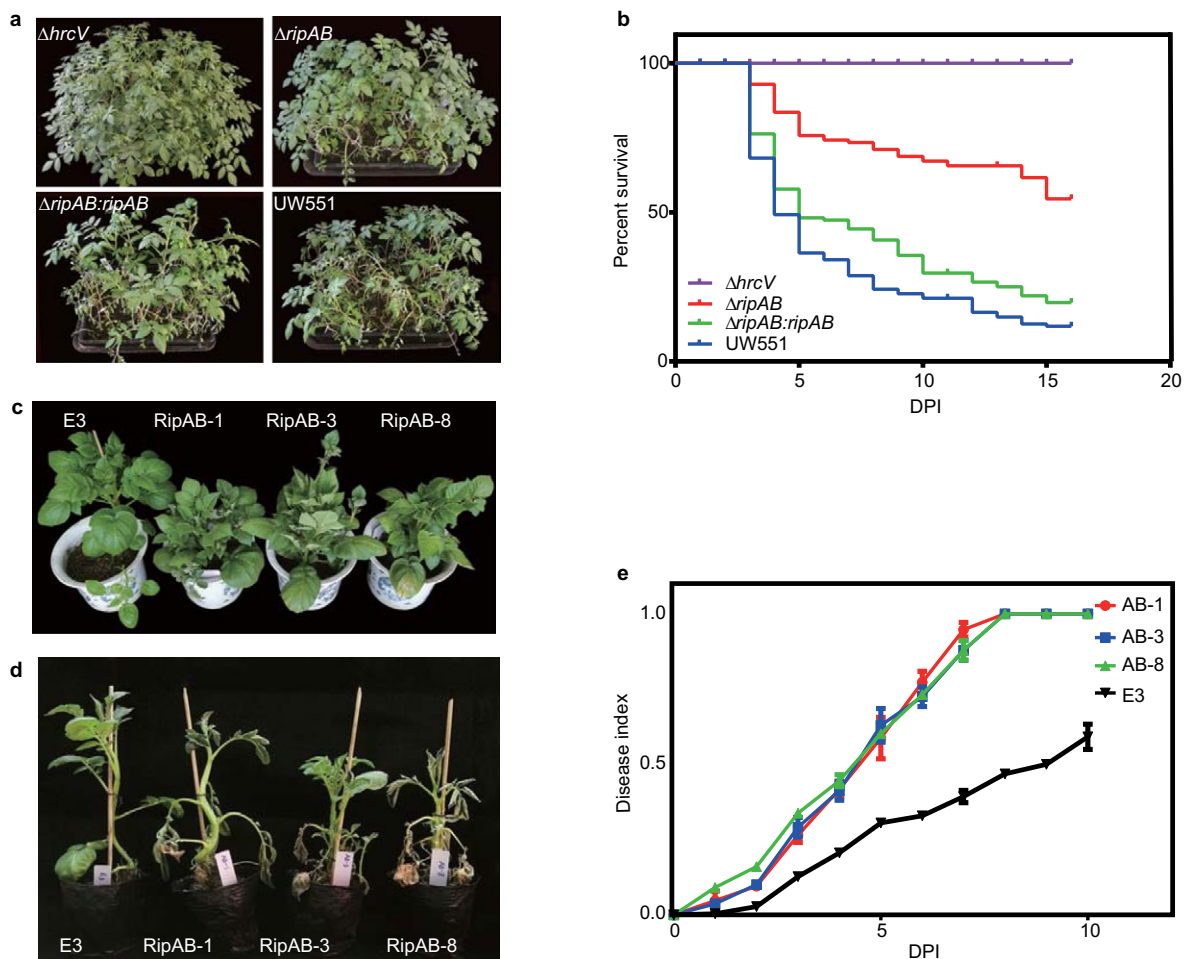 a
ΔhrcV
ΔripAB
ΔripAB:ripAB
UW551
b
100
50
0
Percent survival
ΔhrcV
ΔripAB
ΔripAB:ripAB
UW551
0 5 10 15 20
DPI
c
E3 RipAB-1 RipAB-3 RipAB-8
d
E3 RipAB-1 RipAB-3 RipAB-8
e
1.0
0.5
0.0
Disease index
AB-1
AB-3
AB-8
E3
0 5 10
DPI